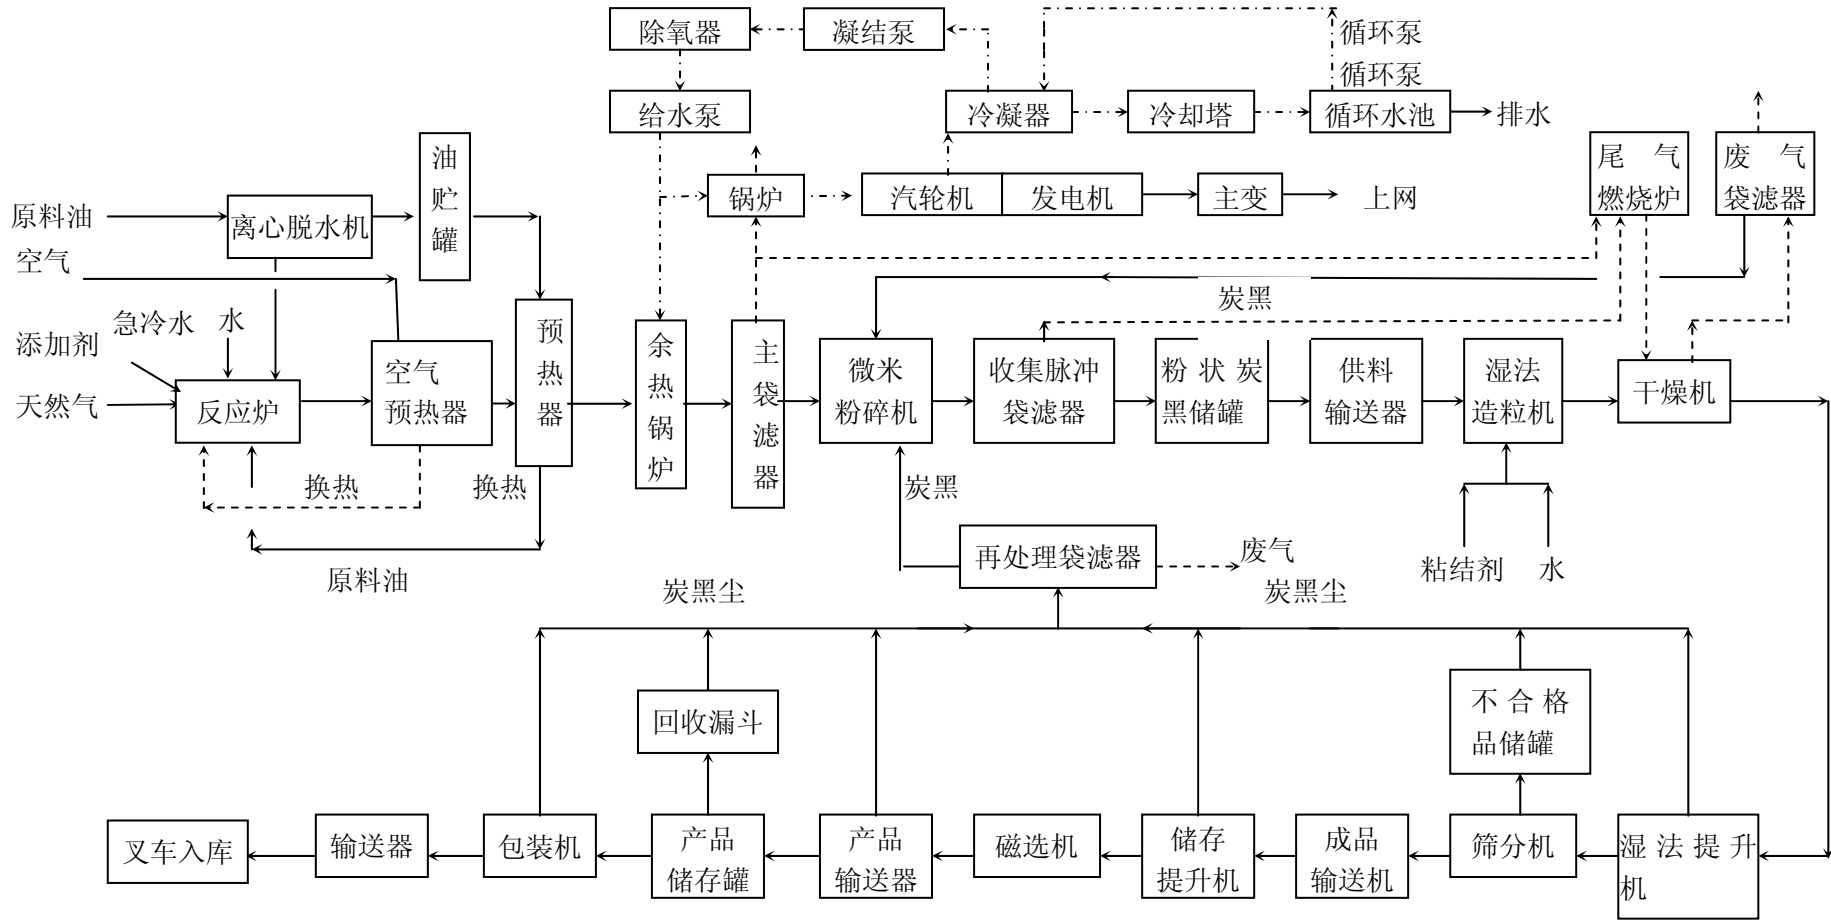 除氧器
凝结泵
循环泵
循环泵
给水泵
冷凝器
冷却塔
循环水池
排水
油
贮
罐
尾 气
燃烧炉
废 气
袋滤器
原料油
离心脱水机
锅炉
汽轮机
发电机
主变
上网
空气
炭黑
添加剂
急冷水
水
天然气
反应炉
空气
预热器
预
热
器
余
热
锅
炉
主
袋
滤
器
微米
粉碎机
收集脉冲
袋滤器
粉 状 炭
黑储罐
供料
输送器
湿法
造粒机
干燥机
换热
换热
炭黑
原料油
再处理袋滤器
废气
粘结剂
水
炭黑尘
炭黑尘
回收漏斗
不 合 格
品储罐
叉车入库
输送器
包装机
产品
储存罐
产品
输送器
磁选机
储存
提升机
成品
输送机
筛分机
湿 法 提 升
机